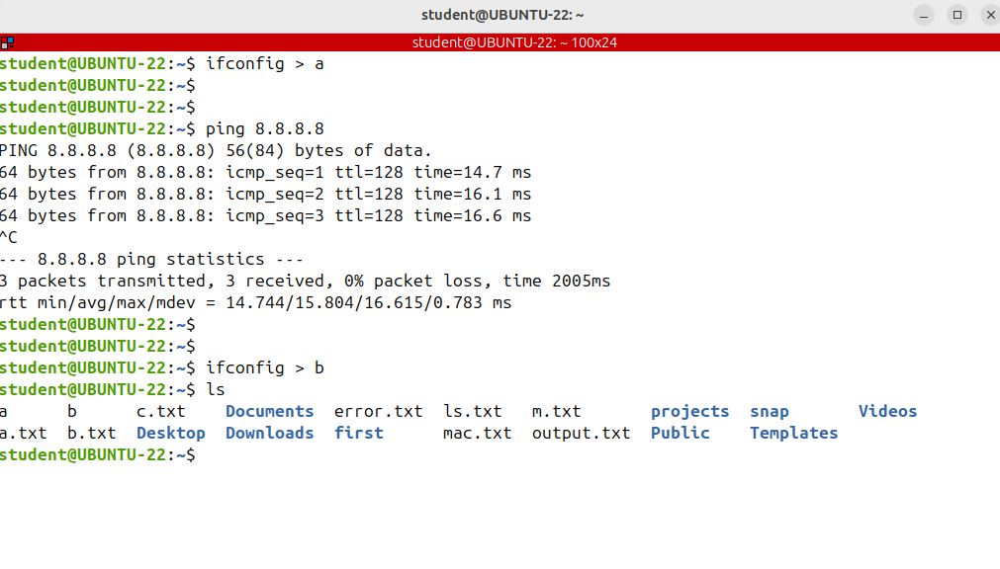 student@UBUNTU-22: ~
student@UBUNTU-22: ~ 100x24
student@UBUNTU-22:~$ ifconfig > a
student@UBUNTU-22:~$
student@UBUNTU-22:~$
student@UBUNTU-22:~$ ping 8.8.8.8
PING 8.8.8.8 (8.8.8.8) 56(84) bytes of data.
64 bytes from 8.8.8.8: icmp_seq=1 ttl=128 time=14.7 ms
64 bytes from 8.8.8.8: icmp_seq=2 ttl=128 time=16.1 ms
64 bytes from 8.8.8.8: icmp_seq=3 ttl=128 time=16.6 ms
^C
--- 8.8.8.8 ping statistics ---
3 packets transmitted, 3 received, 0% packet loss, time 2005ms
rtt min/avg/max/mdev = 14.744/15.804/16.615/0.783 ms
student@UBUNTU-22:~$
student@UBUNTU-22:~$
student@UBUNTU-22:~$ ifconfig > b
student@UBUNTU-22:~$ ls
a      b      c.txt    Documents  error.txt  ls.txt   m.txt       projects  snap       Videos
a.txt  b.txt  Desktop  Downloads  first      mac.txt  output.txt  Public    Templates
student@UBUNTU-22:~$